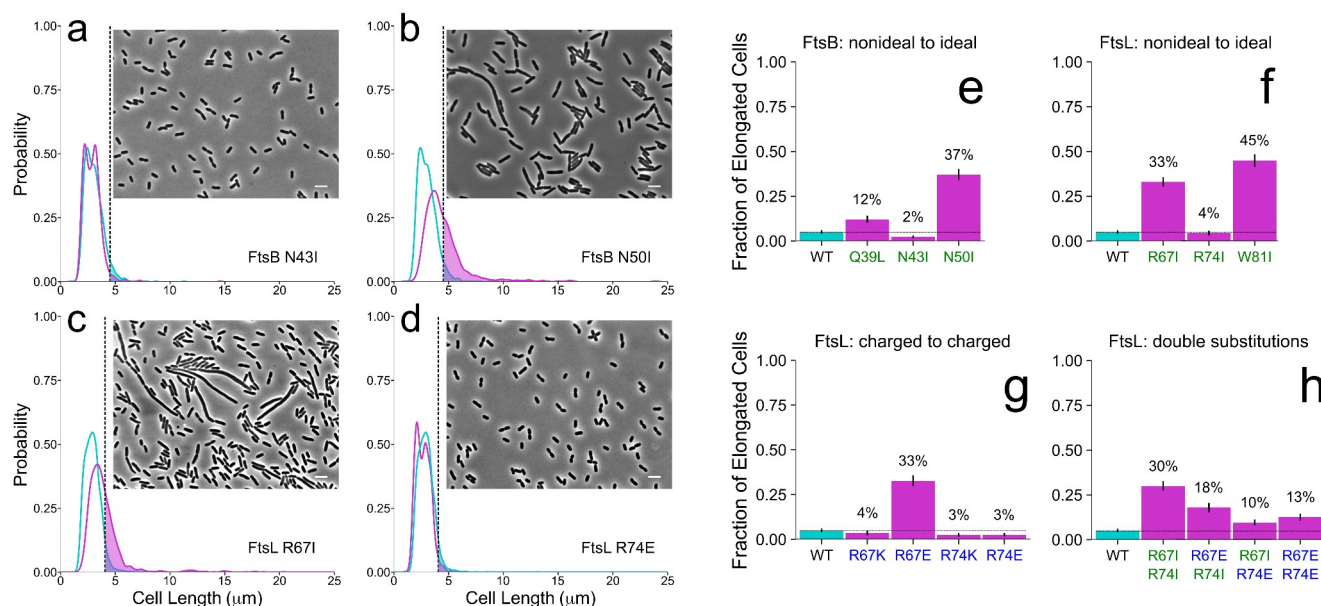 a
1.00
0.75
0.50
0.25
0.00
0
5
10
15
20
25
Probability
FtsB N43I
b
1.00
0.75
0.50
0.25
0.00
0
5
10
15
20
25
FtsB N50I
c
1.00
0.75
0.50
0.25
0.00
0
5
10
15
20
25
Probability
Cell Length (μm)
FtsL R67I
d
1.00
0.75
0.50
0.25
0.00
0
5
10
15
20
25
Cell Length (μm)
FtsL R74E
FtsB: nonideal to ideal
e
Fraction of Elongated Cells
1.00
0.75
0.50
0.25
0.00
12%
2%
37%
WT
Q39L
N43I
N50I
FtsL: nonideal to ideal
f
1.00
0.75
0.50
0.25
0.00
33%
4%
45%
WT
R67I
R74I
W81I
FtsL: charged to charged
g
Fraction of Elongated Cells
1.00
0.75
0.50
0.25
0.00
4%
33%
3%
3%
WT
R67K
R67E
R74K
R74E
FtsL: double substitutions
h
1.00
0.75
0.50
0.25
0.00
30%
18%
10%
13%
WT
R67I R67E R67I R67E
R74I R74I R74E R74E